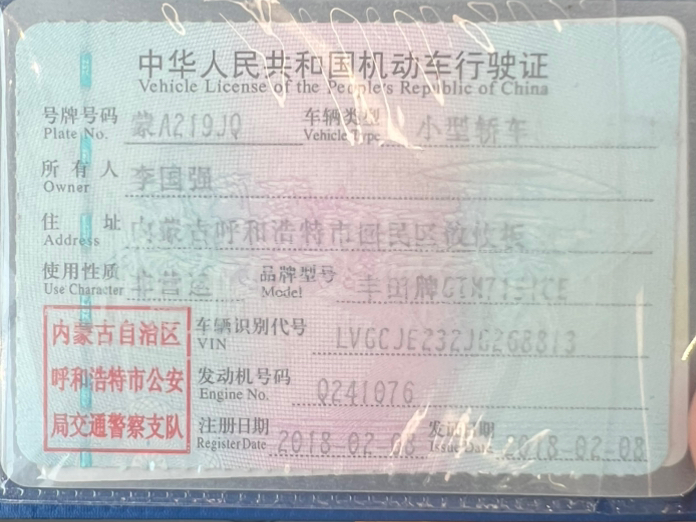 中华人民共和国机动车行驶证
Vehicle License of the People's Republic of China
号牌号码 蒙A219JQ 车辆类型 小型轿车
Plate No. Vehicle Type
所有人 李国强
Owner
住址 内蒙古呼和浩特市回民区
Address
使用性质 非营运 品牌型号 丰田牌
Use Character Model
内蒙古自治区 车辆识别代号 LVGCJE232JG268813
VIN
呼和浩特市公安 发动机号码 Q241076
Engine No.
局交通警察支队 注册日期 2018-02-08 发证日期 2018-02-08
Register Date Issue Date